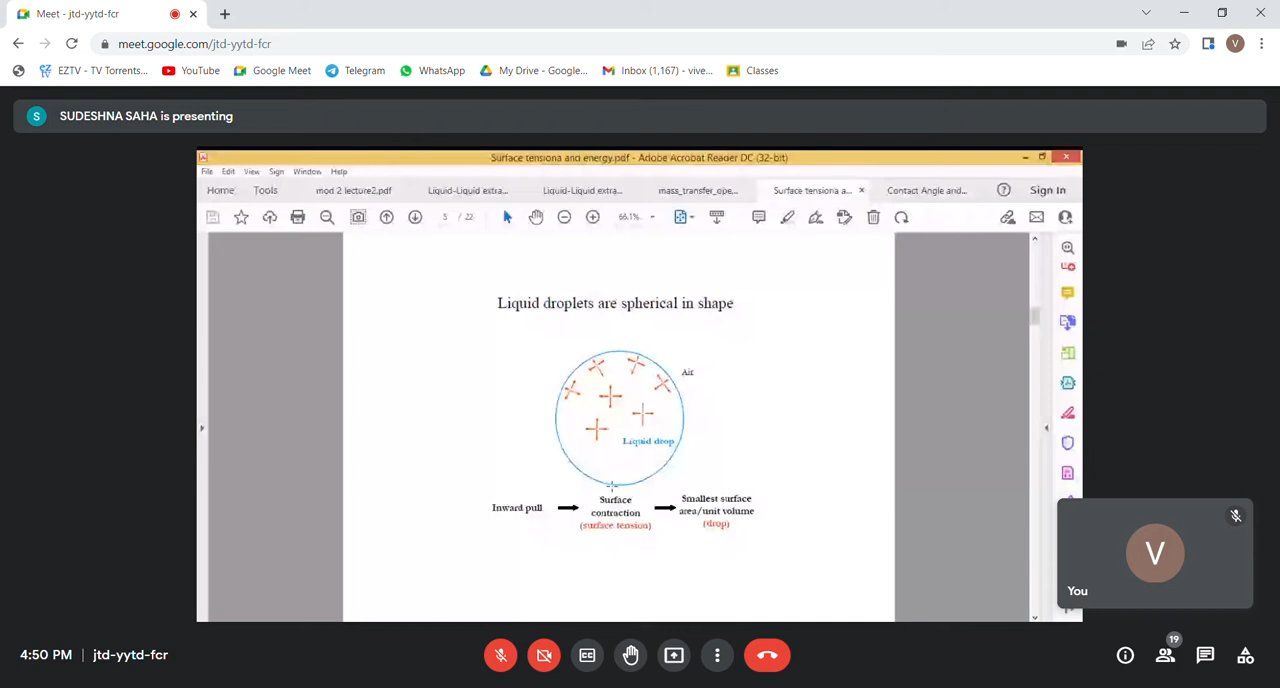 Meet - jtd-yytd-fcr
meet.google.com/jtd-yytd-fcr
V
EZTV - TV Torrents...
YouTube
Google Meet
Telegram
WhatsApp
My Drive - Google...
Inbox (1,167) - vive...
Classes
S
SUDESHNA SAHA is presenting
Surface tensiona and energy.pdf - Adobe Acrobat Reader DC (32-bit)
File Edit View Sign Window Help
Home Tools mod 2 lecture2.pdf Liquid-Liquid extra... Liquid-Liquid extra... mass_transfer_ope... Surface tensiona a... Contact Angle and... Sign In
5 / 22 66.1%
Liquid droplets are spherical in shape
Air
Liquid drop
Inward pull
Surface
contraction
(surface tension)
Smallest surface
area/unit volume
(drop)
V
You
4:50 PM | jtd-yytd-fcr
19